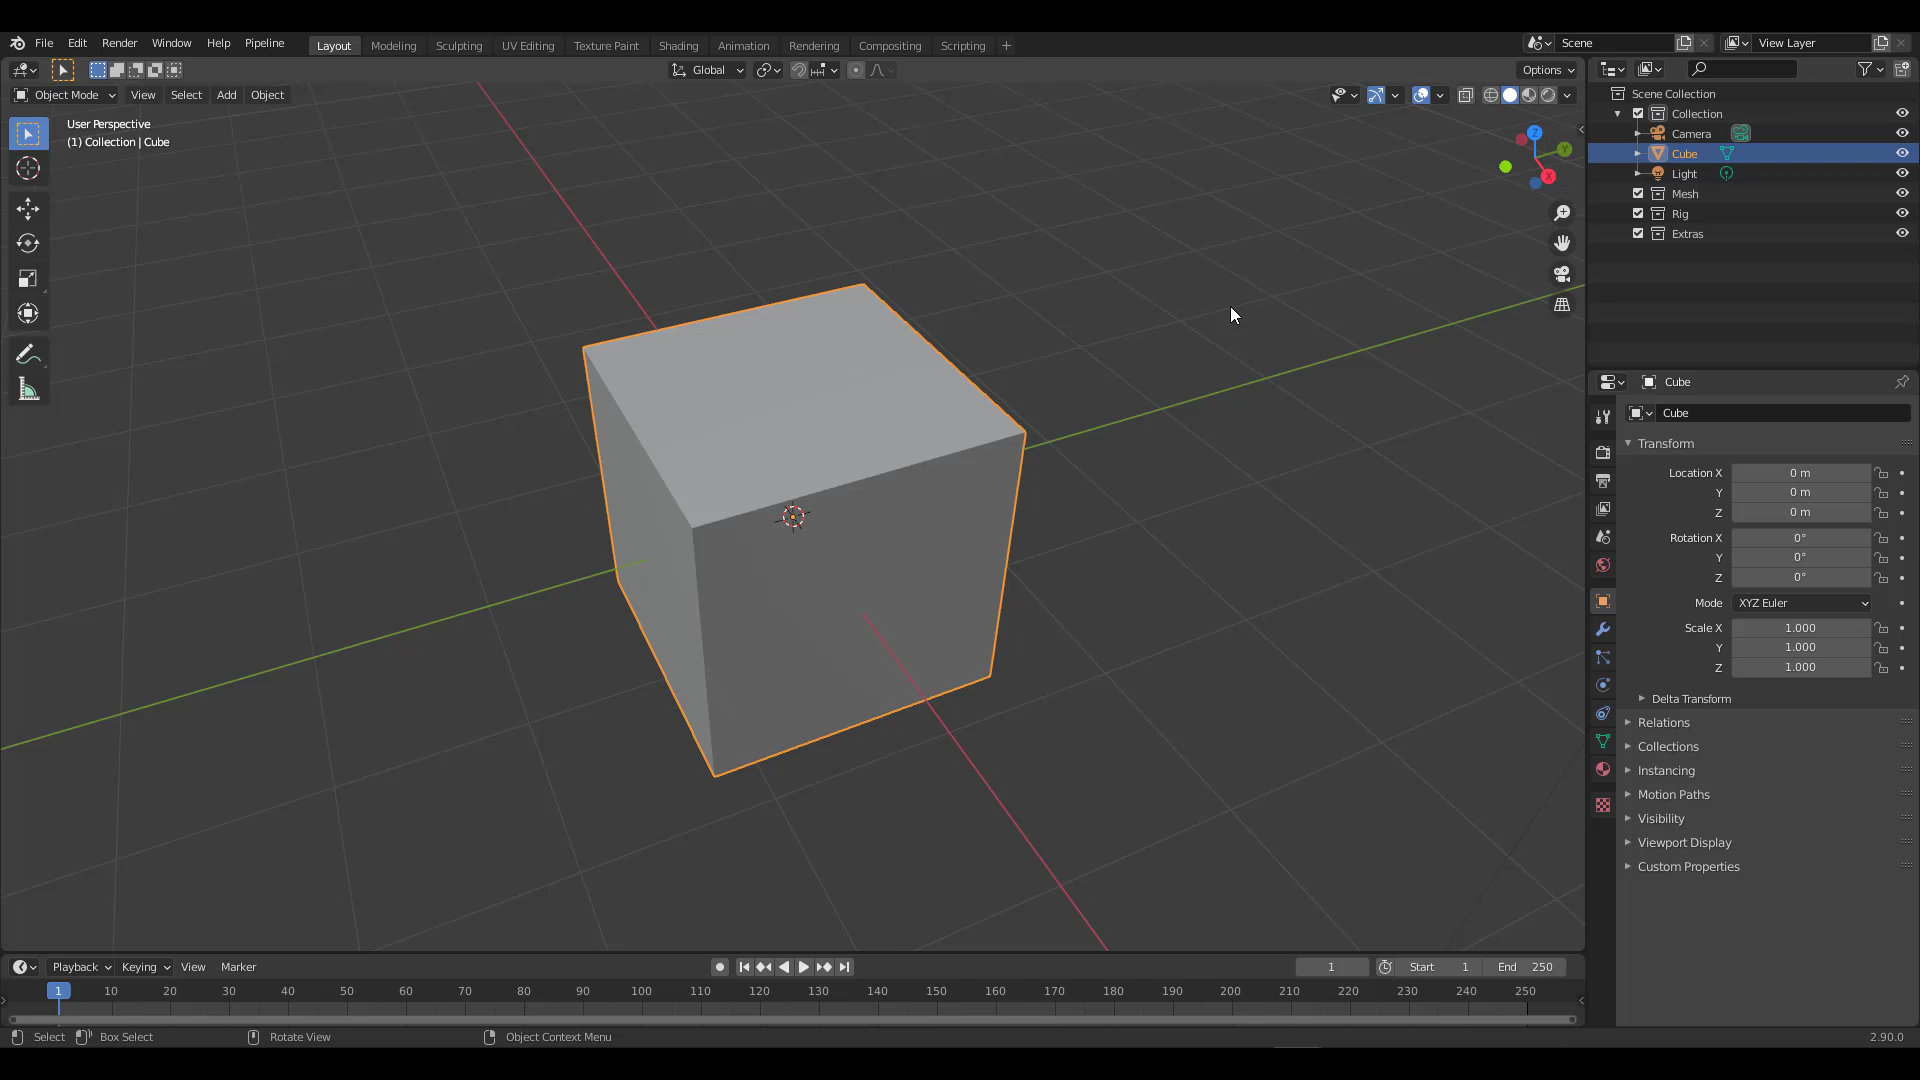 File Edit Render Window Help Pipeline Layout Modeling Sculpting UV Editing Texture Paint Shading Animation Rendering Compositing Scripting + Scene View Layer
Global Options
Object Mode View Select Add Object
User Perspective
(1) Collection | Cube
Z
Y
X
Scene Collection
Collection
Camera
Cube
Light
Mesh
Rig
Extras
Cube
Cube
Transform
Location X 0 m
Y 0 m
Z 0 m
Rotation X 0°
Y 0°
Z 0°
Mode XYZ Euler
Scale X 1.000
Y 1.000
Z 1.000
Delta Transform
Relations
Collections
Instancing
Motion Paths
Visibility
Viewport Display
Custom Properties
Playback Keying View Marker 1 Start 1 End 250
1 10 20 30 40 50 60 70 80 90 100 110 120 130 140 150 160 170 180 190 200 210 220 230 240 250
Select Box Select Rotate View Object Context Menu 2.90.0